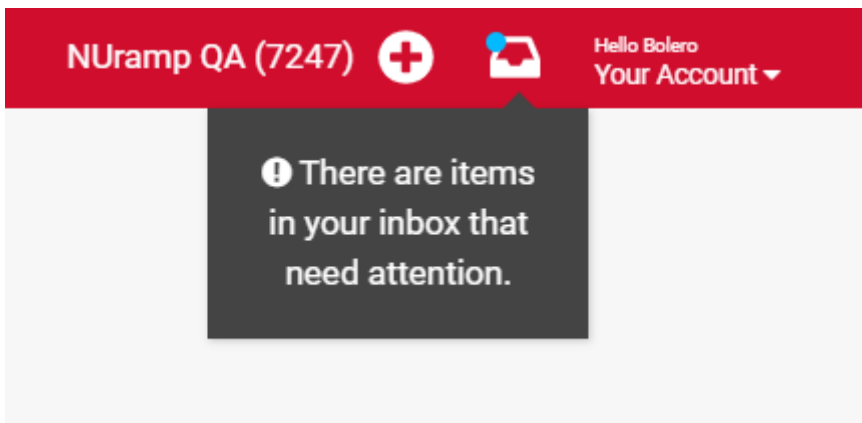 NUramp QA (7247)
Hello Bolero
Your Account
There are items
in your inbox that
need attention.